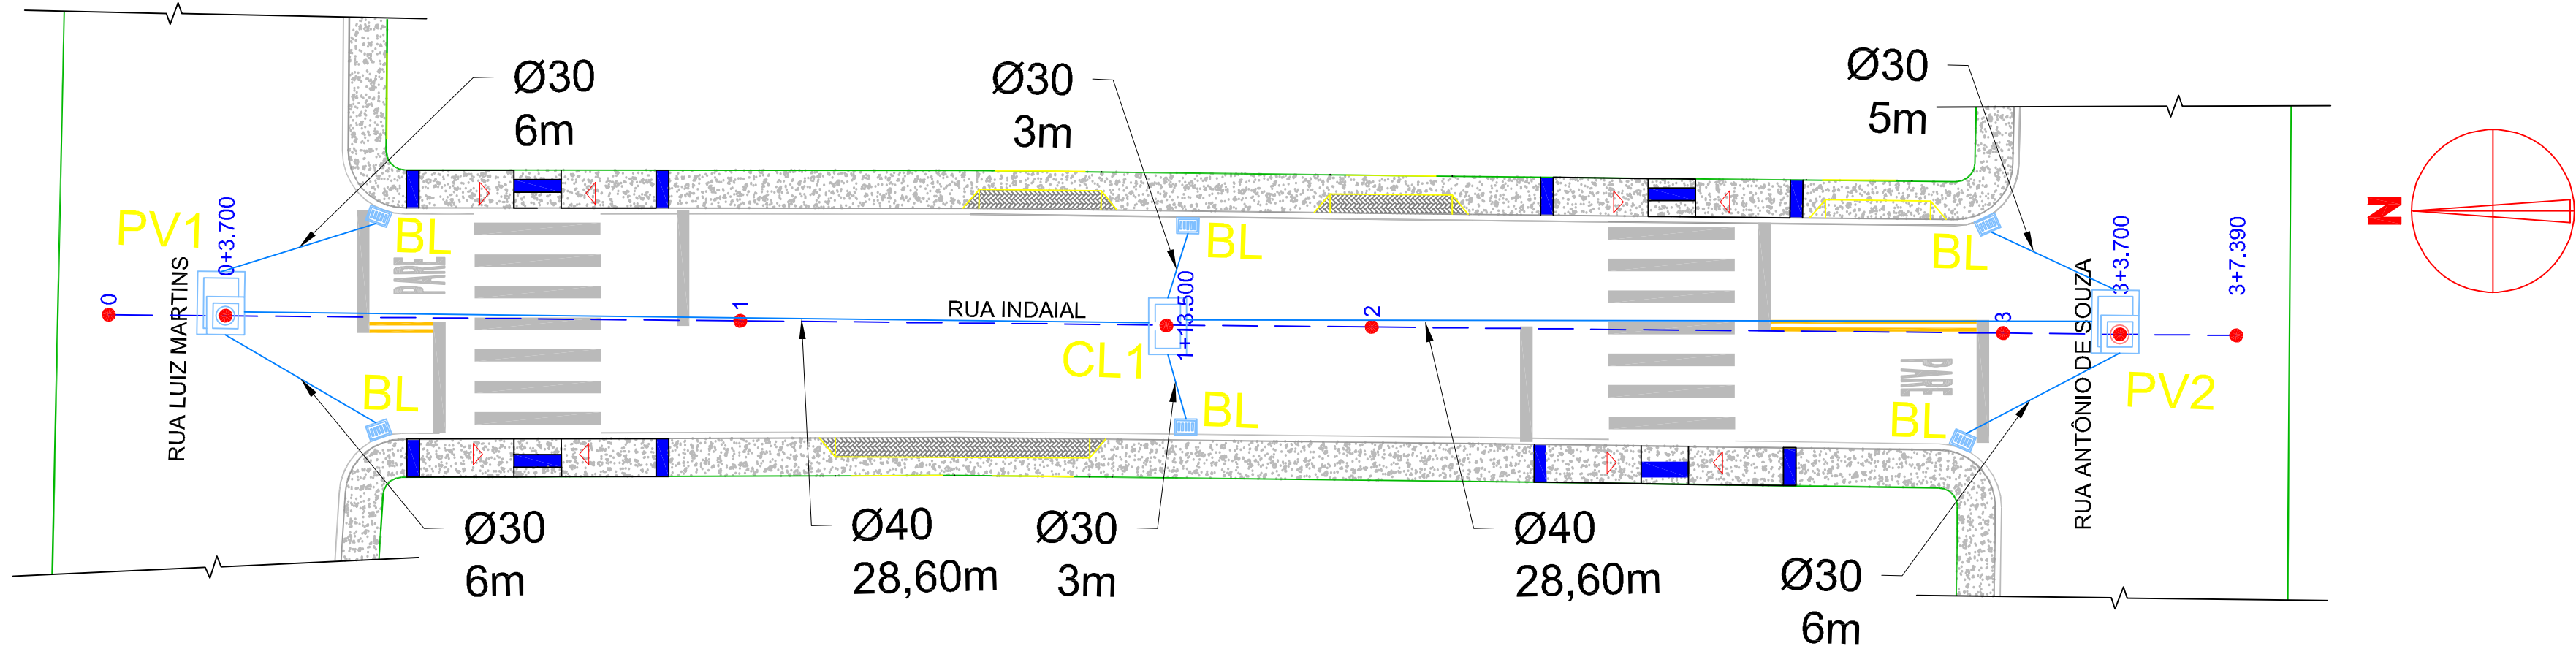 Ø30
6m
Ø30
3m
Ø30
5m
PV1
0+3.700
BL
PARE
BL
BL
3+3.700
3+7.390
N
0
RUA LUIZ MARTINS
1
RUA INDAIAL
1+13.500
2
3
RUA ANTÔNIO DE SOUZA
CL1
BL
BL
BL
PARE
PV2
Ø30
6m
Ø40
28,60m
Ø30
3m
Ø40
28,60m
Ø30
6m